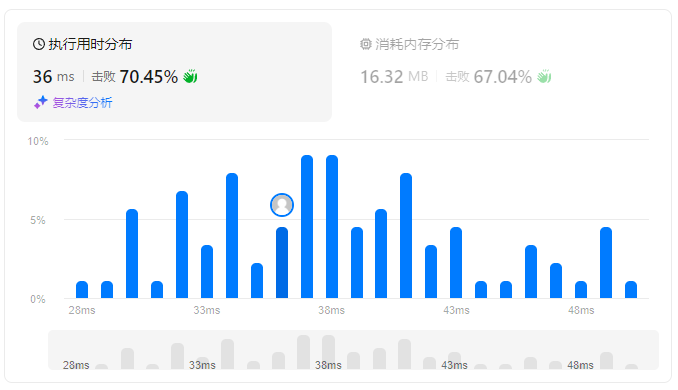 执行用时分布
消耗内存分布
36 ms 击败 70.45%
16.32 MB 击败 67.04%
复杂度分析
10%
5%
0%
28ms 33ms 38ms 43ms 48ms
28ms 33ms 38ms 43ms 48ms